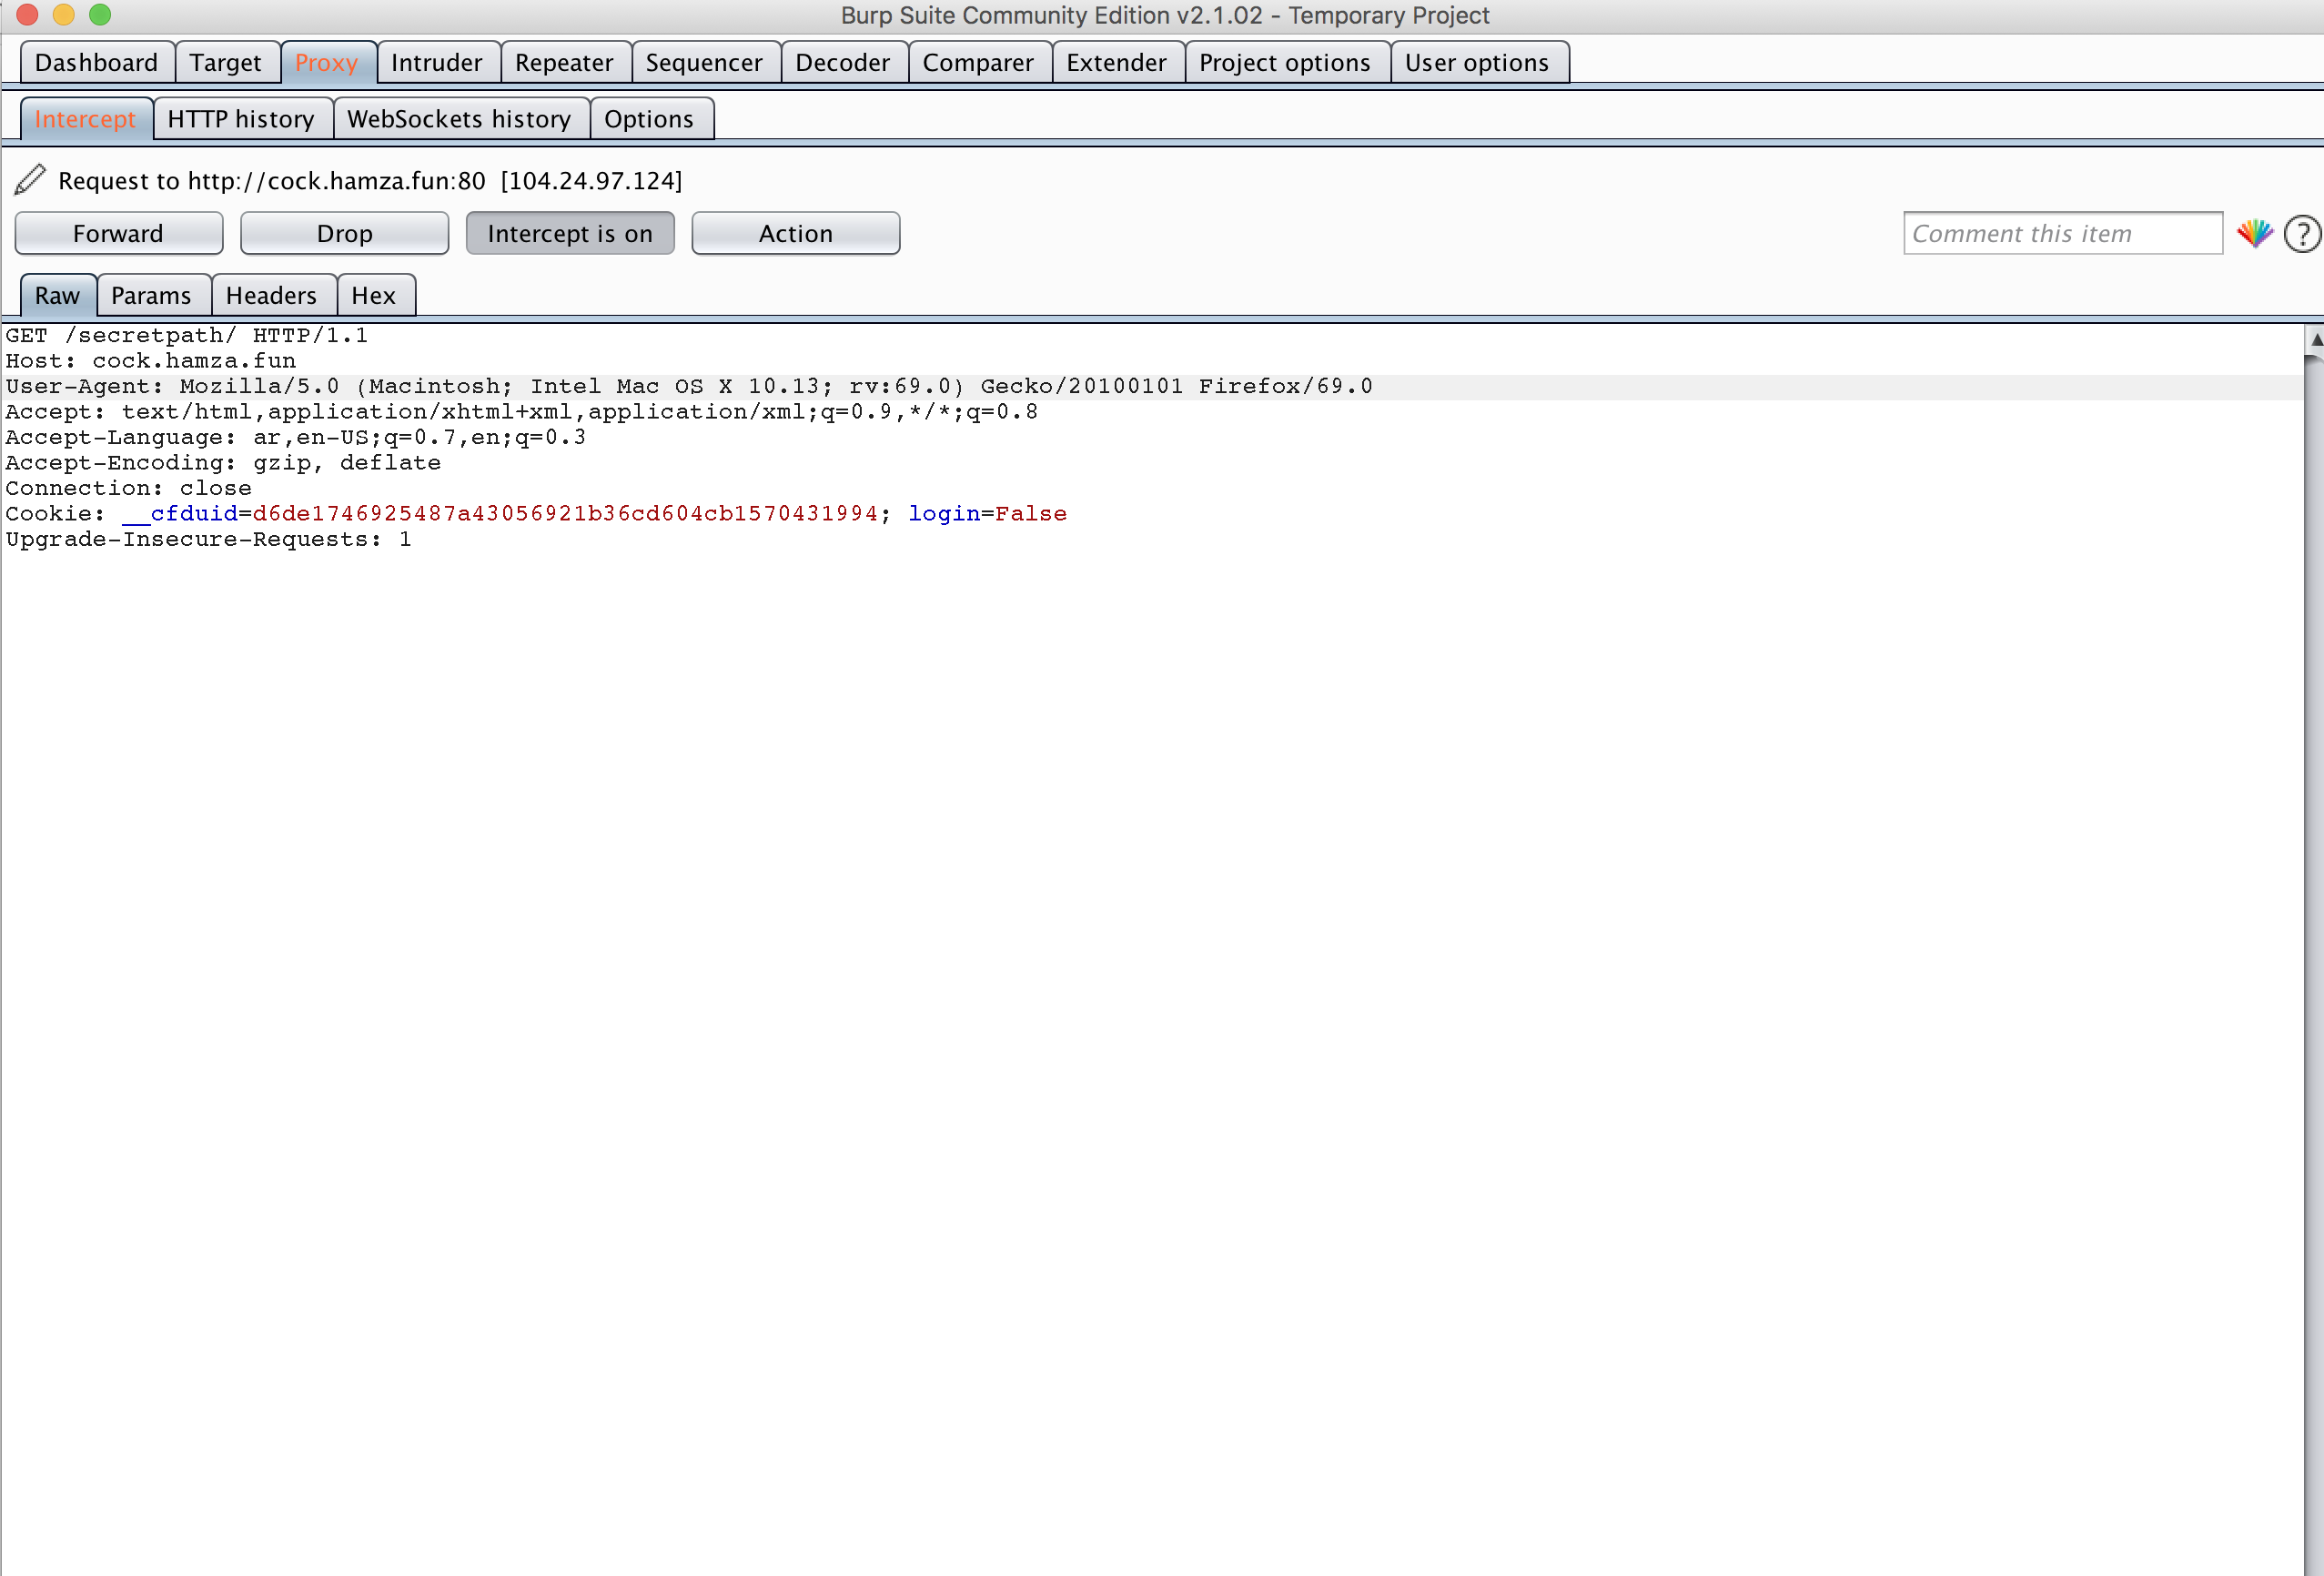 Burp Suite Community Edition v2.1.02 - Temporary Project
Dashboard Target Proxy Intruder Repeater Sequencer Decoder Comparer Extender Project options User options
Intercept HTTP history WebSockets history Options
Request to http://cock.hamza.fun:80 [104.24.97.124]
Forward Drop Intercept is on Action Comment this item ?
Raw Params Headers Hex
GET /secretpath/ HTTP/1.1
Host: cock.hamza.fun
User-Agent: Mozilla/5.0 (Macintosh; Intel Mac OS X 10.13; rv:69.0) Gecko/20100101 Firefox/69.0
Accept: text/html,application/xhtml+xml,application/xml;q=0.9,*/*;q=0.8
Accept-Language: ar,en-US;q=0.7,en;q=0.3
Accept-Encoding: gzip, deflate
Connection: close
Cookie: __cfduid=d6de1746925487a43056921b36cd604cb1570431994; login=False
Upgrade-Insecure-Requests: 1